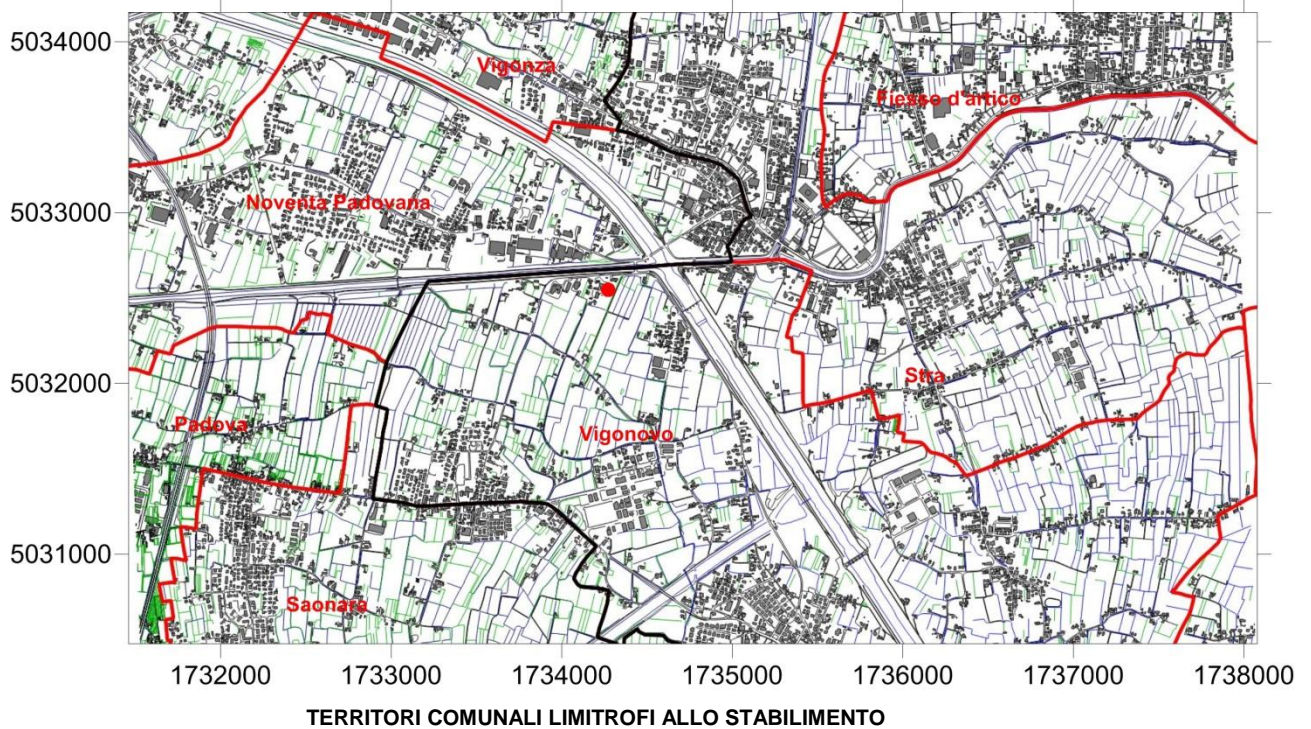 5034000
Vigonza
Fiesso d'artico
5033000
Noventa Padovana
5032000
Stra
Padova
Vigonovo
5031000
Saonara
1732000 1733000 1734000 1735000 1736000 1737000 1738000
TERRITORI COMUNALI LIMITROFI ALLO STABILIMENTO